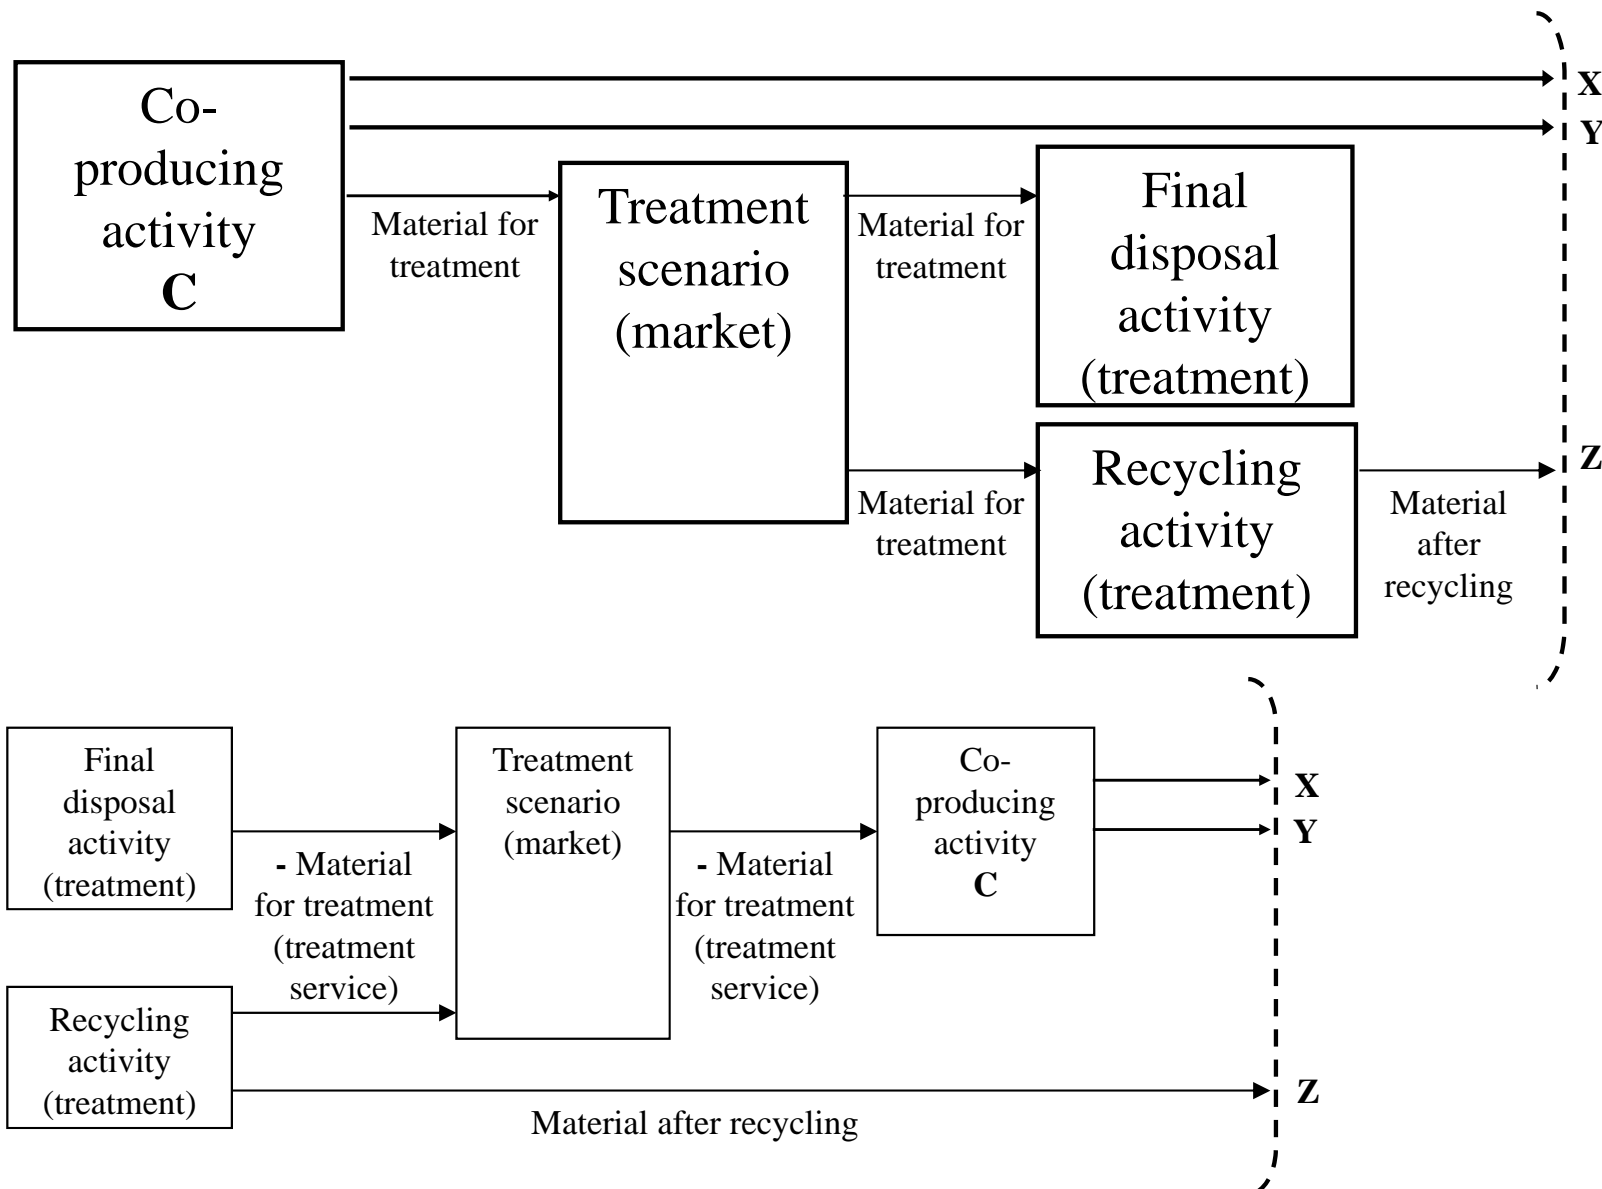 Co-
producing
activity
C
Material for
treatment
Treatment
scenario
(market)
Material for
treatment
Final
disposal
activity
(treatment)
X
Y
Material for
treatment
Recycling
activity
(treatment)
Material
after
recycling
Z
Final
disposal
activity
(treatment)
- Material
for treatment
(treatment
service)
Treatment
scenario
(market)
- Material
for treatment
(treatment
service)
Co-
producing
activity
C
X
Y
Recycling
activity
(treatment)
Material after recycling
Z